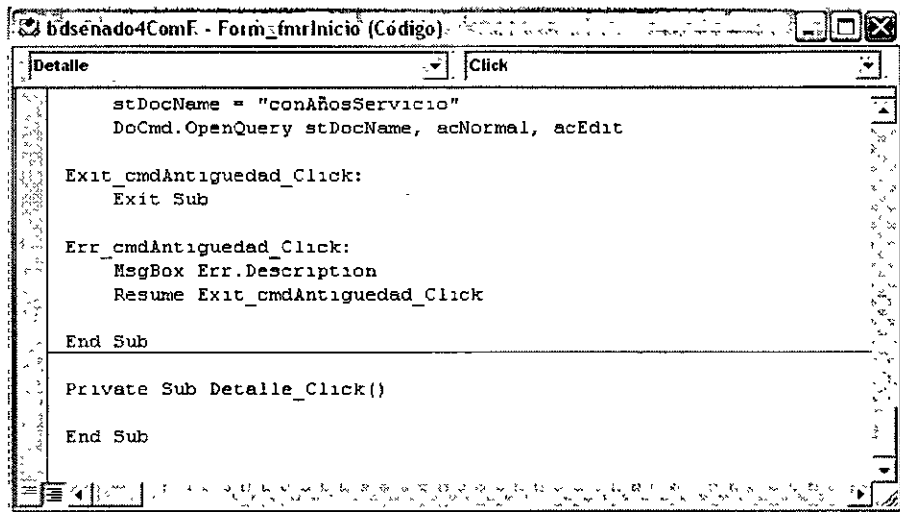 bdsenado4ComF. - Form_fmrInicio (Código)
Detalle Click
stDocName = "conAñosServicio"
DoCmd.OpenQuery stDocName, acNormal, acEdit
Exit_cmdAntiguedad_Click:
Exit Sub
Err_cmdAntiguedad_Click:
MsgBox Err.Description
Resume Exit_cmdAntiguedad_Click
End Sub
Private Sub Detalle_Click()
End Sub